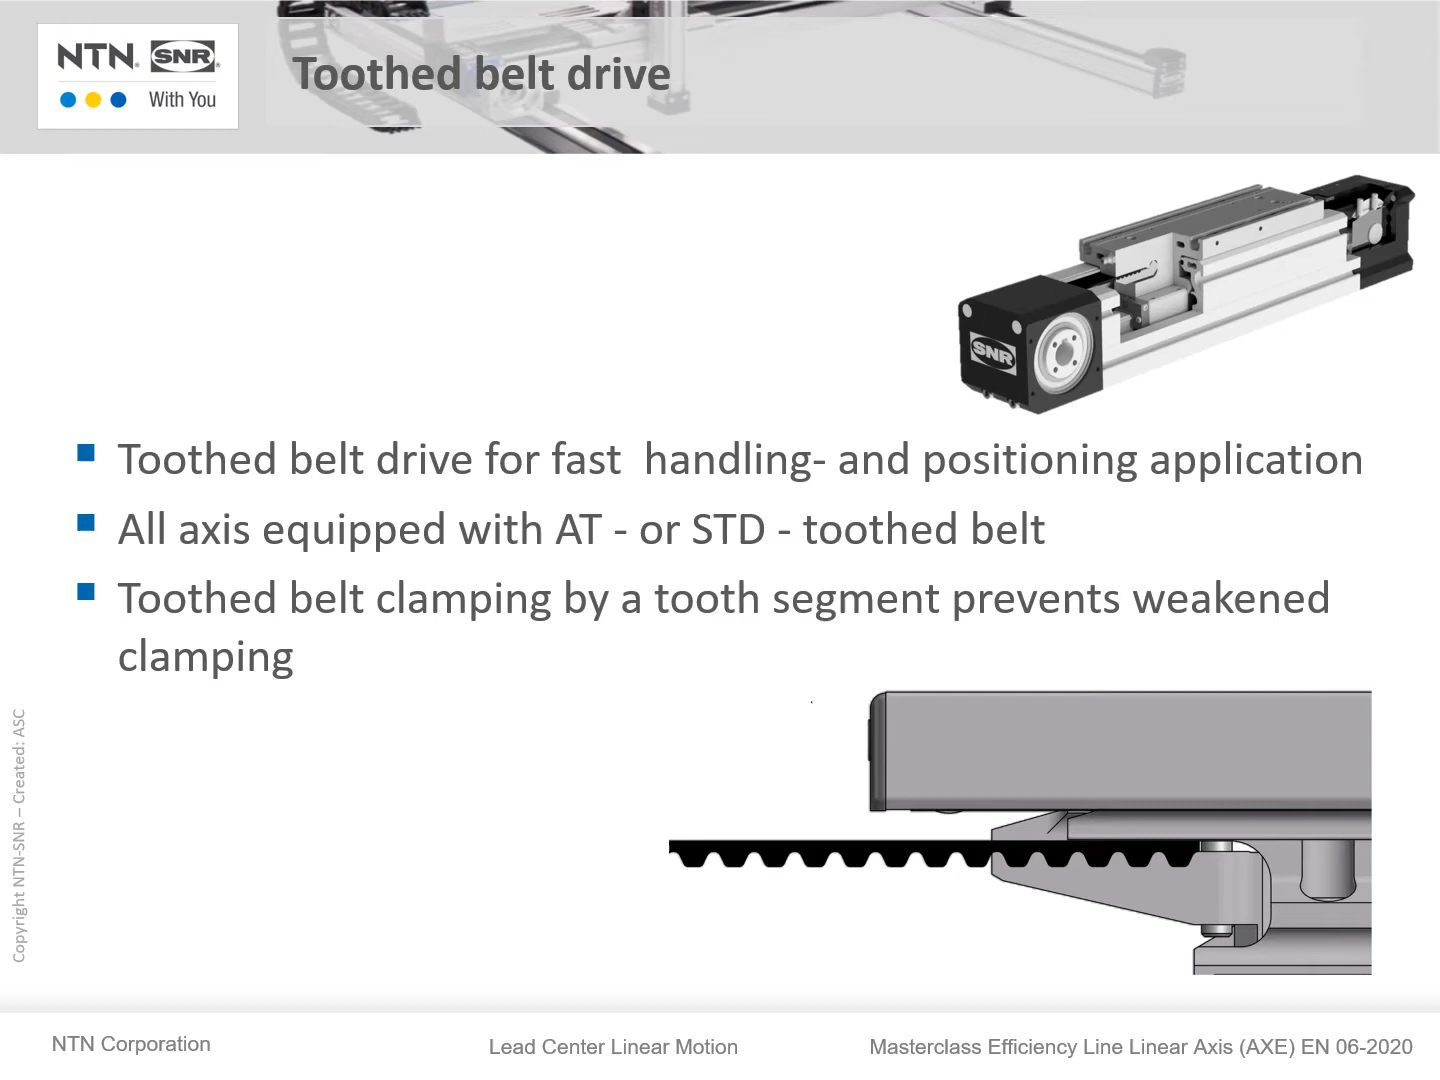 NTN. SNR
With You
Toothed belt drive
SNR
Toothed belt drive for fast  handling- and positioning application
All axis equipped with AT - or STD - toothed belt
Toothed belt clamping by a tooth segment prevents weakened
clamping
Copyright NTN-SNR – Created: ASC
NTN Corporation
Lead Center Linear Motion
Masterclass Efficiency Line Linear Axis (AXE) EN 06-2020